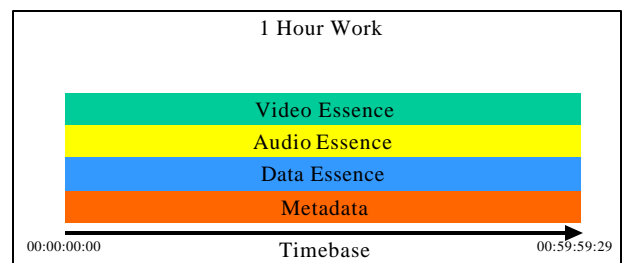 1 Hour Work
Video Essence
Audio Essence
Data Essence
Metadata
00:00:00:00 Timebase 00:59:59:29